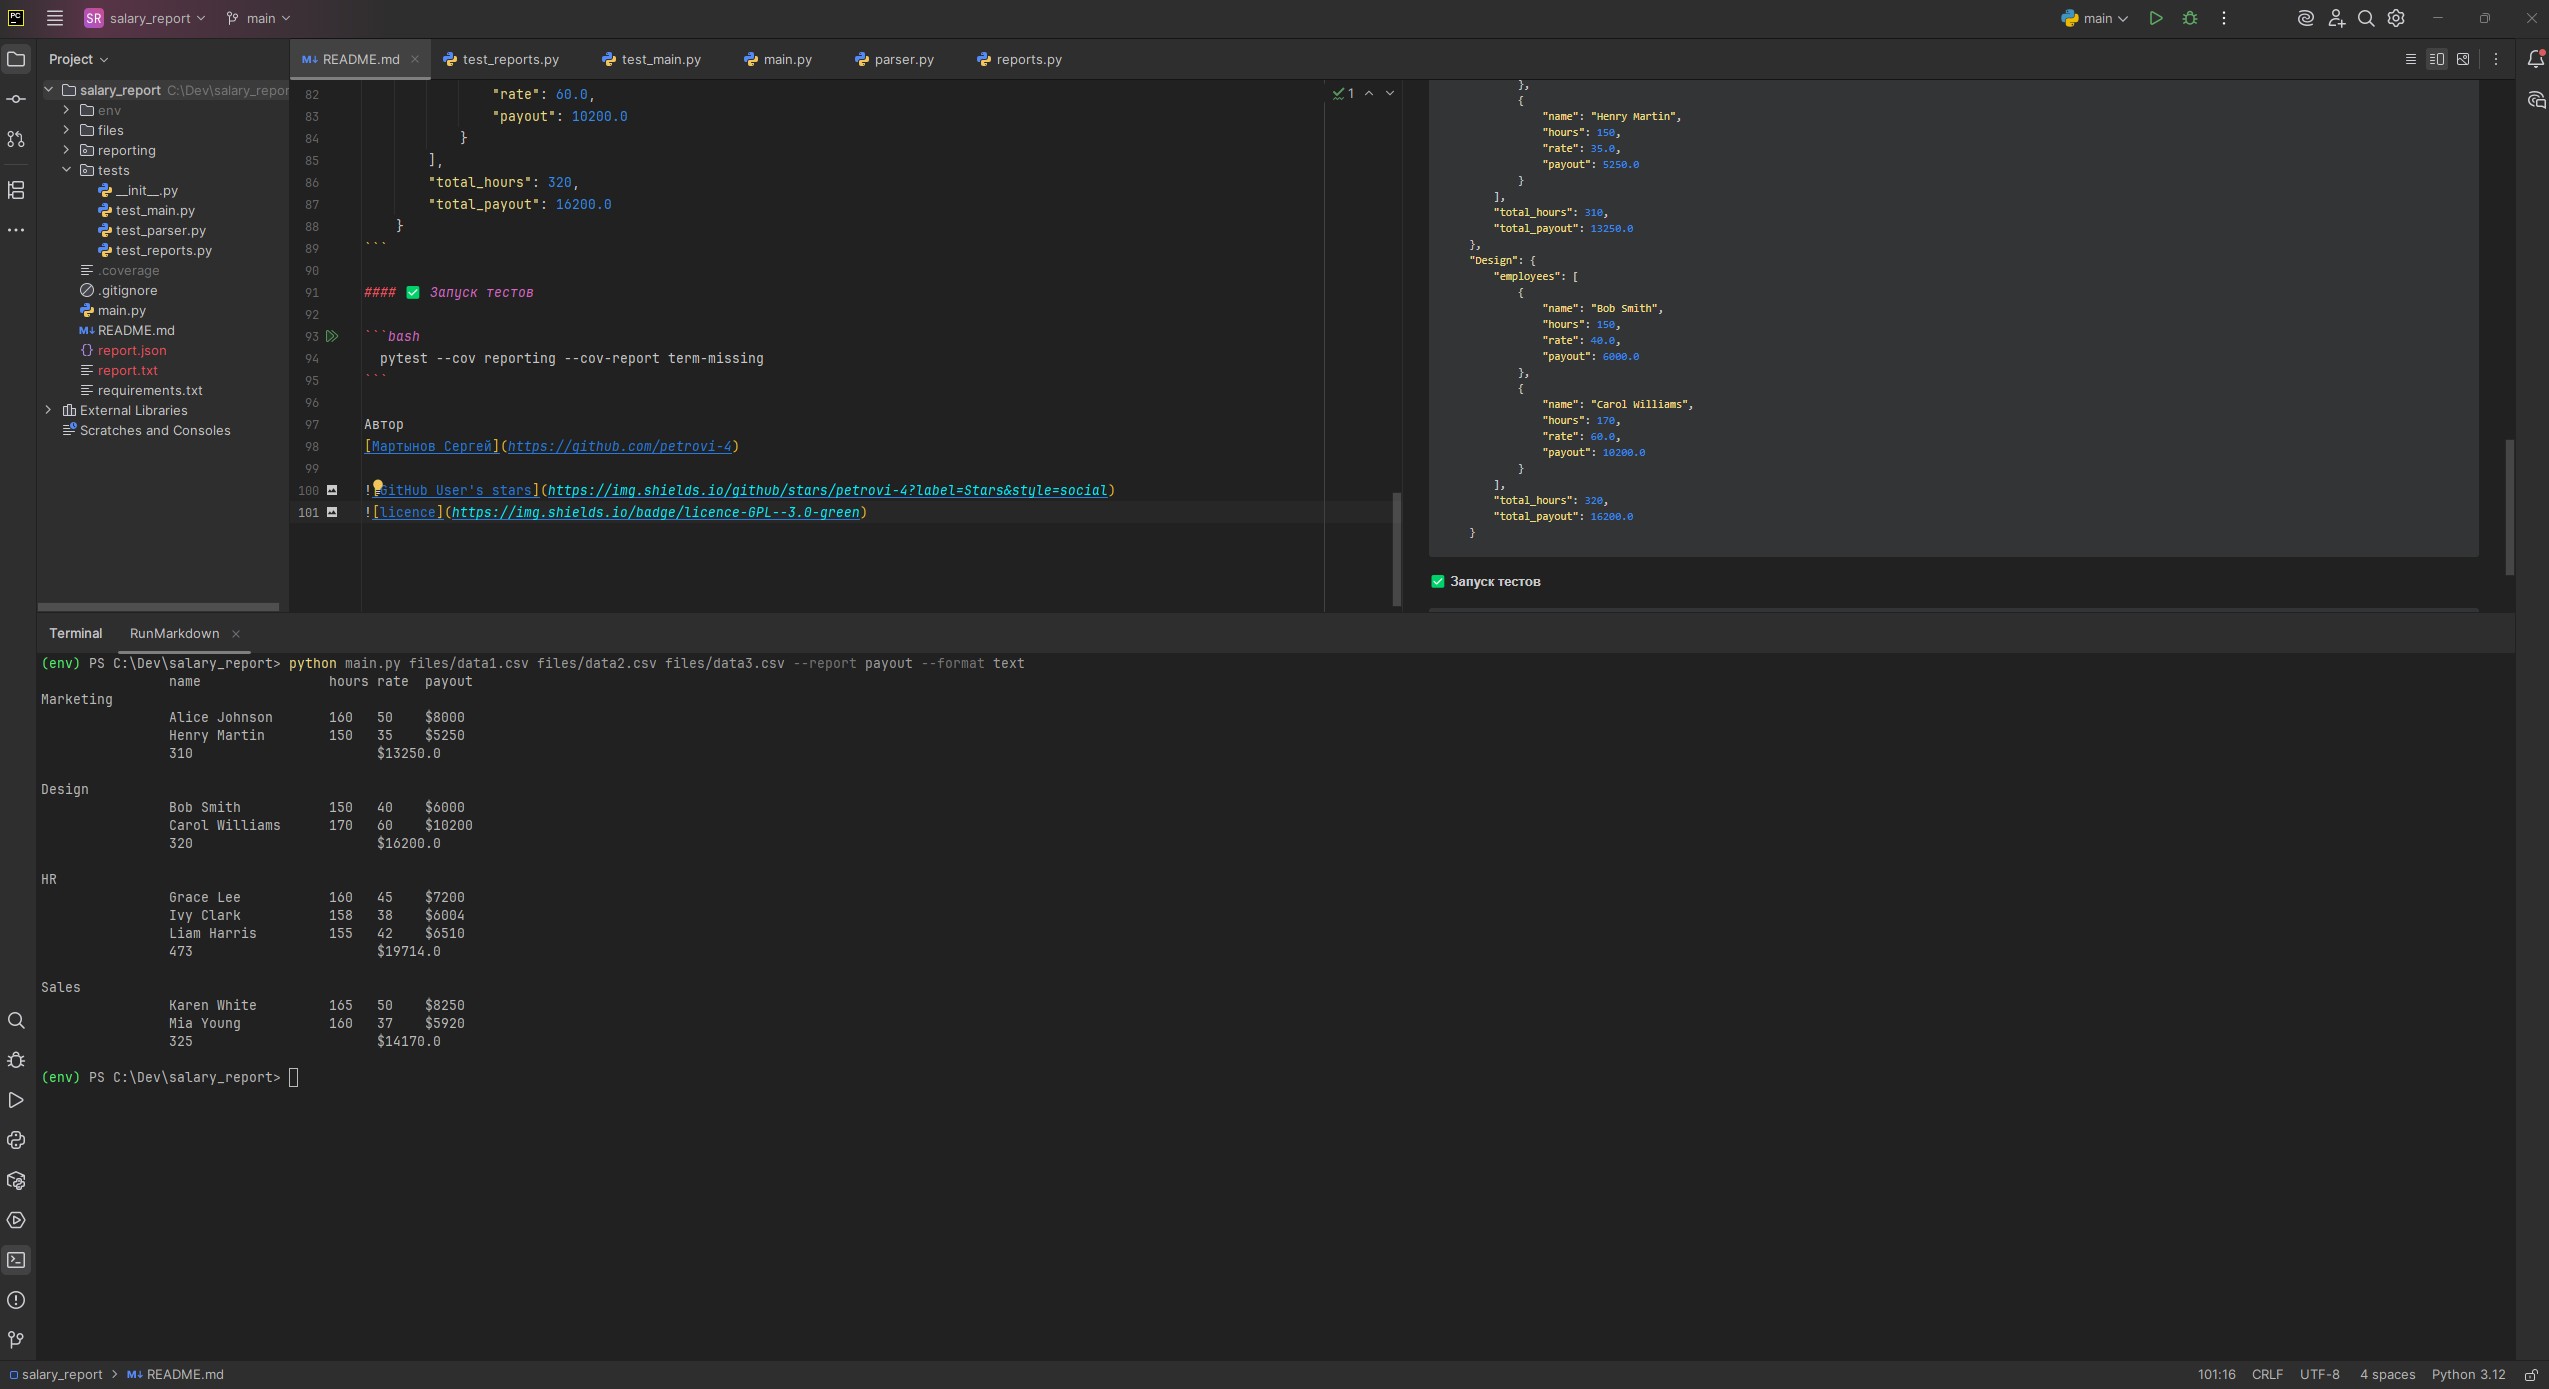 PC
SR salary_report main
main
Project
README.md test_reports.py test_main.py main.py parser.py reports.py
salary_report C:\Dev\salary_repor
env
files
reporting
tests
__init__.py
test_main.py
test_parser.py
test_reports.py
.coverage
.gitignore
main.py
README.md
report.json
report.txt
requirements.txt
External Libraries
Scratches and Consoles
1
82 "rate": 60.0,
83 "payout": 10200.0
84 }
85 ],
86 "total_hours": 320,
87 "total_payout": 16200.0
88 }
89 ```
90
91 #### ✅ Запуск тестов
92
93 ```bash
94 pytest --cov reporting --cov-report term-missing
95 ```
96
97 Автор
98 [Мартынов Сергей](https://github.com/petrovi-4)
99
100 ![GitHub User's stars](https://img.shields.io/github/stars/petrovi-4?label=Stars&style=social)
101 ![licence](https://img.shields.io/badge/licence-GPL--3.0-green)
},
{
"name": "Henry Martin",
"hours": 150,
"rate": 35.0,
"payout": 5250.0
}
],
"total_hours": 310,
"total_payout": 13250.0
},
"Design": {
"employees": [
{
"name": "Bob Smith",
"hours": 150,
"rate": 40.0,
"payout": 6000.0
},
{
"name": "Carol Williams",
"hours": 170,
"rate": 60.0,
"payout": 10200.0
}
],
"total_hours": 320,
"total_payout": 16200.0
}
✅ Запуск тестов
Terminal RunMarkdown
(env) PS C:\Dev\salary_report> python main.py files/data1.csv files/data2.csv files/data3.csv --report payout --format text
name hours rate payout
Marketing
Alice Johnson 160 50 $8000
Henry Martin 150 35 $5250
310 $13250.0
Design
Bob Smith 150 40 $6000
Carol Williams 170 60 $10200
320 $16200.0
HR
Grace Lee 160 45 $7200
Ivy Clark 158 38 $6004
Liam Harris 155 42 $6510
473 $19714.0
Sales
Karen White 165 50 $8250
Mia Young 160 37 $5920
325 $14170.0
(env) PS C:\Dev\salary_report>
salary_report > README.md
101:16 CRLF UTF-8 4 spaces Python 3.12